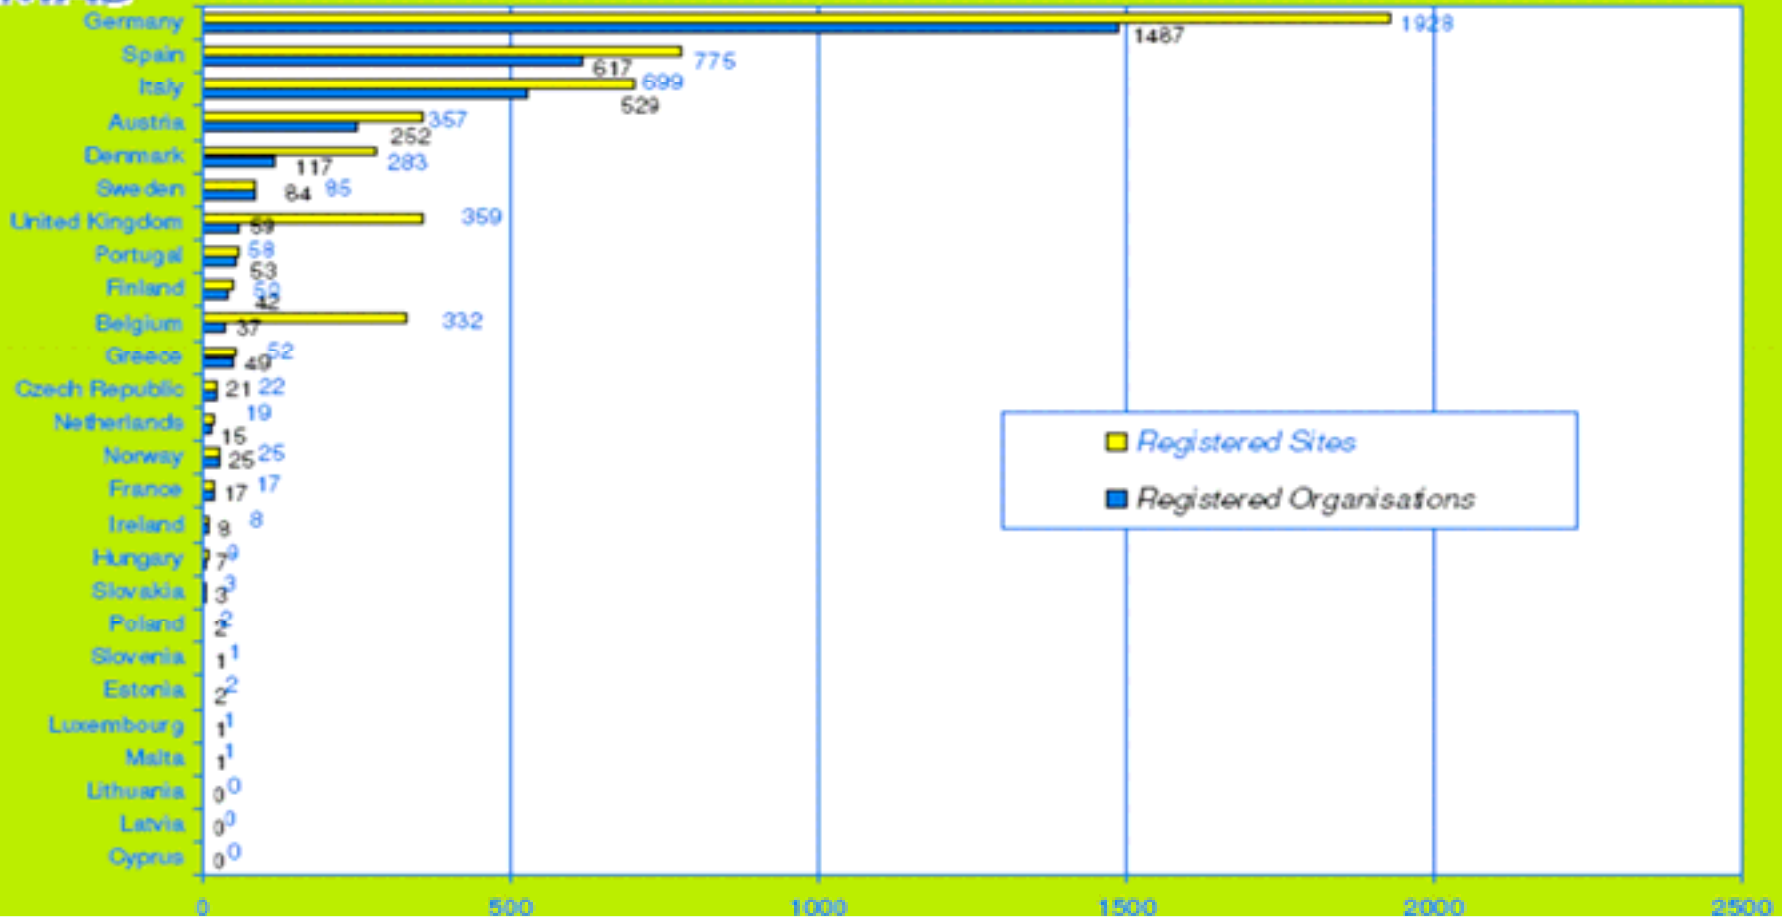 Germany 1928
1487
Spain 617 775
Italy 699
529
Austria 357
252
Denmark 117 283
Sweden 84 85
United Kingdom 59 359
Portugal 58
53
Finland 50
42
Belgium 37 332
Greece 49 52
Czech Republic 21 22
Netherlands 19
15
Norway 25 25
France 17 17
Ireland 8
Hungary 7 9
Slovakia 3 3
Poland 2 2
Slovenia 1 1
Estonia 2 2
Luxembourg 1 1
Malta 1 1
Lithuania 0 0
Latvia 0 0
Cyprus 0 0
Registered Sites
Registered Organisations
0 500 1000 1500 2000 2500